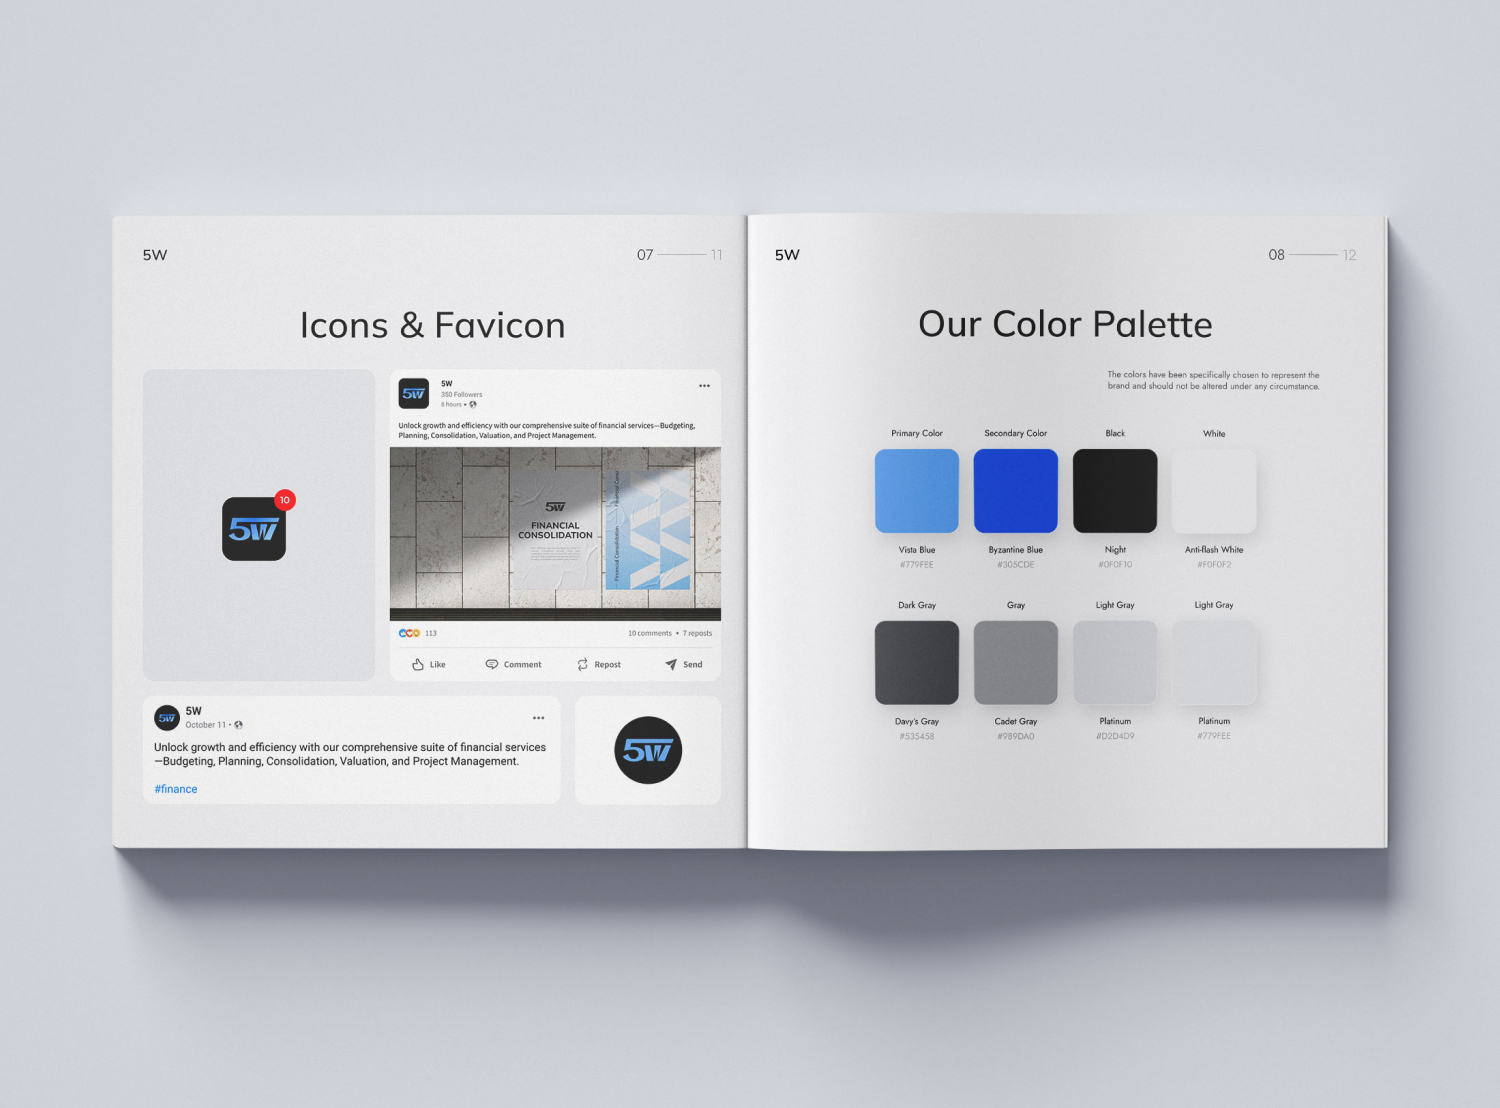 5W
07 11
Icons & Favicon
10
5W
5W
5W
350 Followers
6 hours •
Unlock growth and efficiency with our comprehensive suite of financial services—Budgeting,
Planning, Consolidation, Valuation, and Project Management.
5W
FINANCIAL
CONSOLIDATION
Financial Consolidation
113
10 comments • 7 reposts
Like Comment Repost Send
5W
5W
October 11 •
Unlock growth and efficiency with our comprehensive suite of financial services
—Budgeting, Planning, Consolidation, Valuation, and Project Management.
#finance
5W
5W
08 12
Our Color Palette
The colors have been specifically chosen to represent the
brand and should not be altered under any circumstance.
Primary Color Secondary Color Black White
Vista Blue Byzantine Blue Night Anti-flash White
#779FEE #305CDE #0F0F10 #F0F0F2
Dark Gray Gray Light Gray Light Gray
Davy's Gray Cadet Gray Platinum Platinum
#535458 #989DA0 #D2D4D9 #779FEE